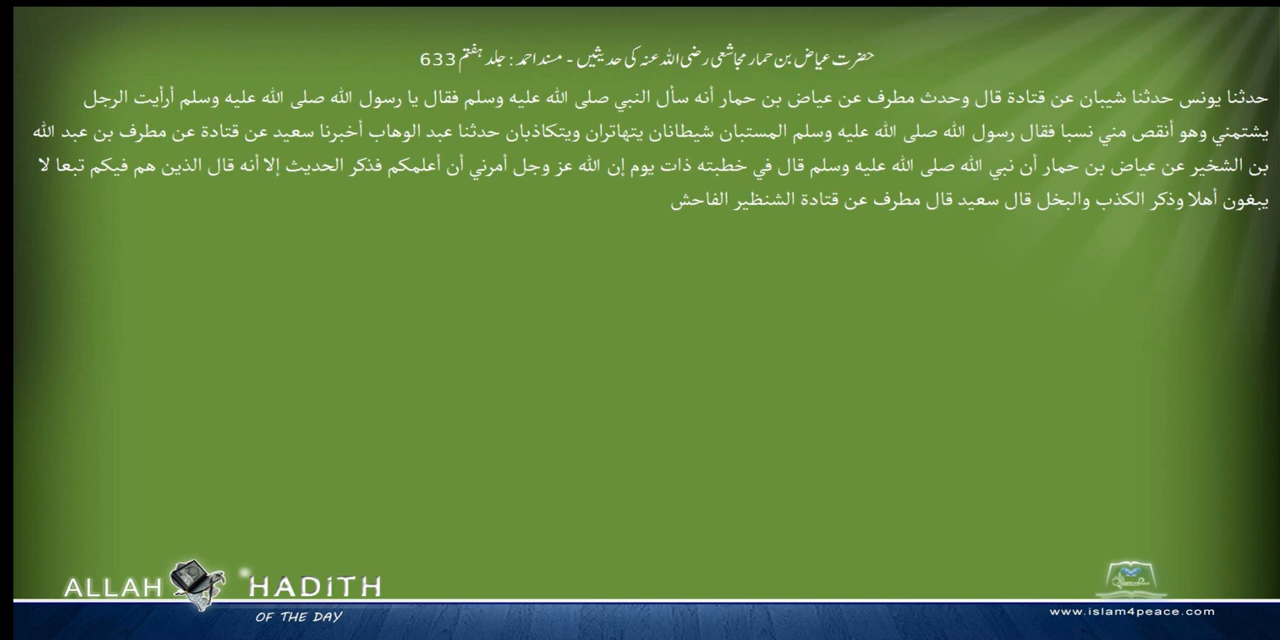 حضرت عیاض بن حمار مجاشعی رضی اللہ عنہ کی حدیثیں - مسند احمد : جلد ہفتم 633
حدثنا يونس حدثنا شيبان عن قتادة قال وحدث مطرف عن عياض بن حمار أنه سأل النبي صلى الله عليه وسلم فقال يا رسول الله صلى الله عليه وسلم أرأيت الرجل
يشتمني وهو أنقص مني نسبا فقال رسول الله صلى الله عليه وسلم المستبان شيطانان يتهاتران ويتكاذبان حدثنا عبد الوهاب أخبرنا سعيد عن قتادة عن مطرف بن عبد الله
بن الشخير عن عياض بن حمار أن نبي الله صلى الله عليه وسلم قال في خطبته ذات يوم إن الله عز وجل أمرني أن أعلمكم فذكر الحديث إلا أنه قال الذين هم فيكم تبعا لا
يبغون أهلا وذكر الكذب والبخل قال سعيد قال مطرف عن قتادة الشنظير الفاحش
ALLAH HADITH
OF THE DAY
www.islam4peace.com